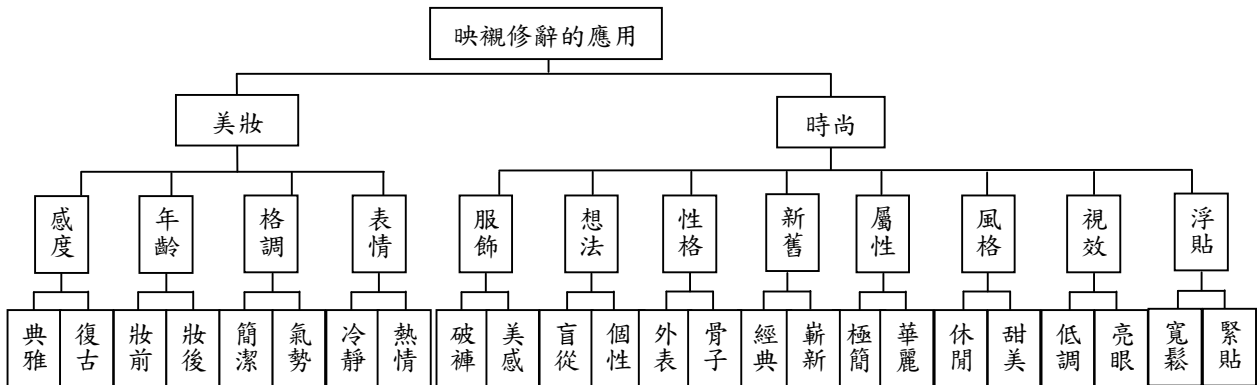 映襯修辭的應用
美妝
時尚
感度
年齡
格調
表情
服飾
想法
性格
新舊
屬性
風格
視效
浮貼
典雅
復古
妝前
妝後
簡潔
氣勢
冷靜
熱情
破褲
美感
盲從
個性
外表
骨子
經典
嶄新
極簡
華麗
休閒
甜美
低調
亮眼
寬鬆
緊貼